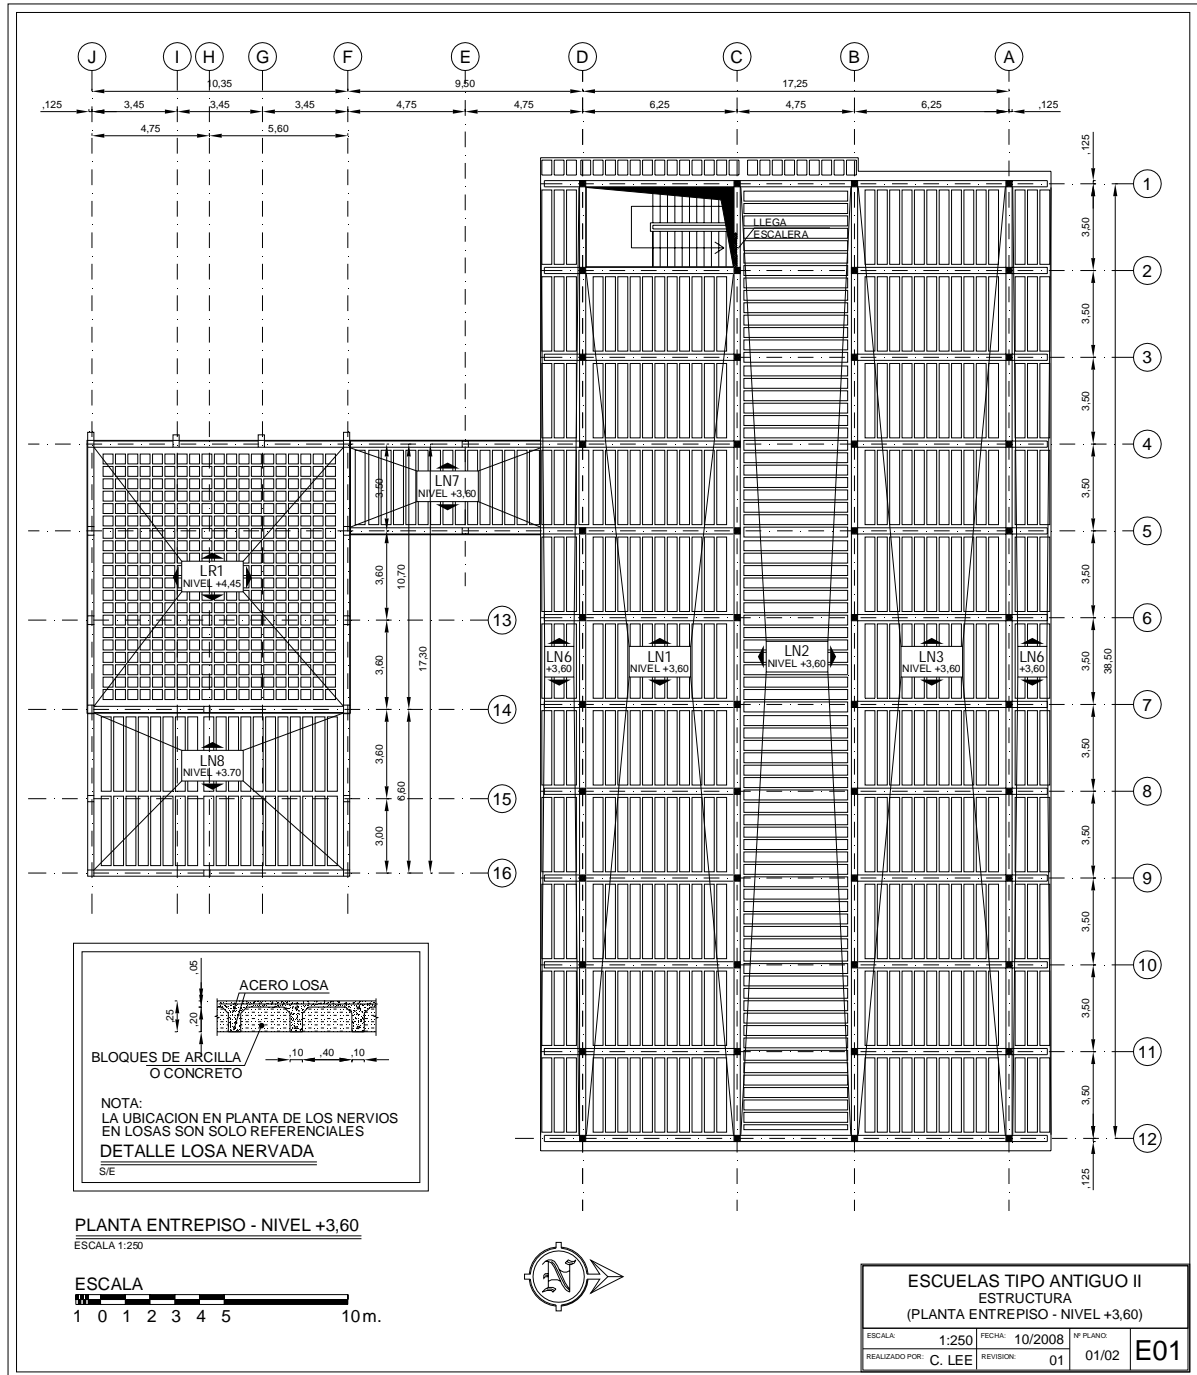 J I H G F E D C B A
10,35 9,50 17,25
,125 3,45 3,45 3,45 4,75 4,75 6,25 4,75 6,25 ,125
4,75 5,60
,125
1
LLEGA
ESCALERA
3,50
2
3,50
3
3,50
4
LN7
NIVEL +3,60
3,50
3,50
5
LR1
NIVEL +4,45
3,60
10,70
3,50
13
6
3,60
17,30
LN6
+3,60
LN1
NIVEL +3,60
LN2
NIVEL +3,60
LN3
NIVEL +3,60
LN6
+3,60
3,50
38,50
14
7
LN8
NIVEL +3.70
3,60
6,60
3,50
15
8
3,00
3,50
16
9
3,50
10
3,50
11
3,50
12
,125
,05
,25
,20
ACERO LOSA
BLOQUES DE ARCILLA
O CONCRETO
,10 ,40 ,10
NOTA:
LA UBICACION EN PLANTA DE LOS NERVIOS
EN LOSAS SON SOLO REFERENCIALES
DETALLE LOSA NERVADA
S/E
PLANTA ENTREPISO - NIVEL +3,60
ESCALA 1:250
ESCALA
1 0 1 2 3 4 5 10m.
N
ESCUELAS TIPO ANTIGUO II
ESTRUCTURA
(PLANTA ENTREPISO - NIVEL +3,60)
ESCALA: 1:250 FECHA: 10/2008 Nº PLANO: 01/02 E01
REALIZADO POR: C. LEE REVISION: 01